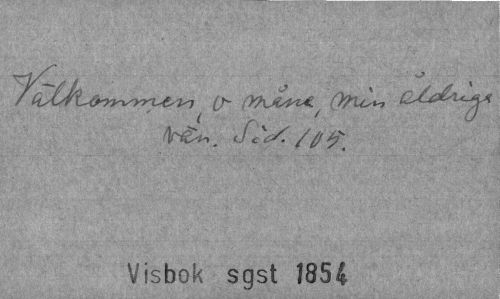 Välkommen, o måne, min åldriga
vän. Sid. 105.
Visbok sgst 1854